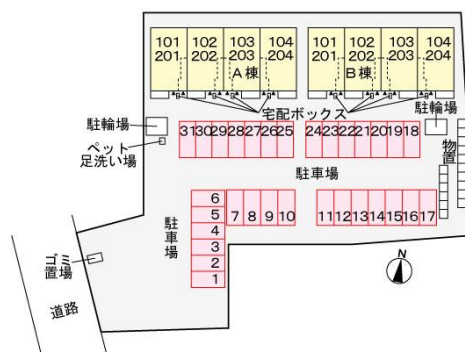 101 102 103 104
201 202 203 204
A棟
101 102 103 104
201 202 203 204
B棟
宅配ボックス
駐輪場
駐輪場
ペット
足洗い場
31 30 29 28 27 26 25
24 23 22 21 20 19 18
物置
駐車場
6
5
4
3
2
1
7 8 9 10
11 12 13 14 15 16 17
駐車場
ゴミ
置場
道路
N